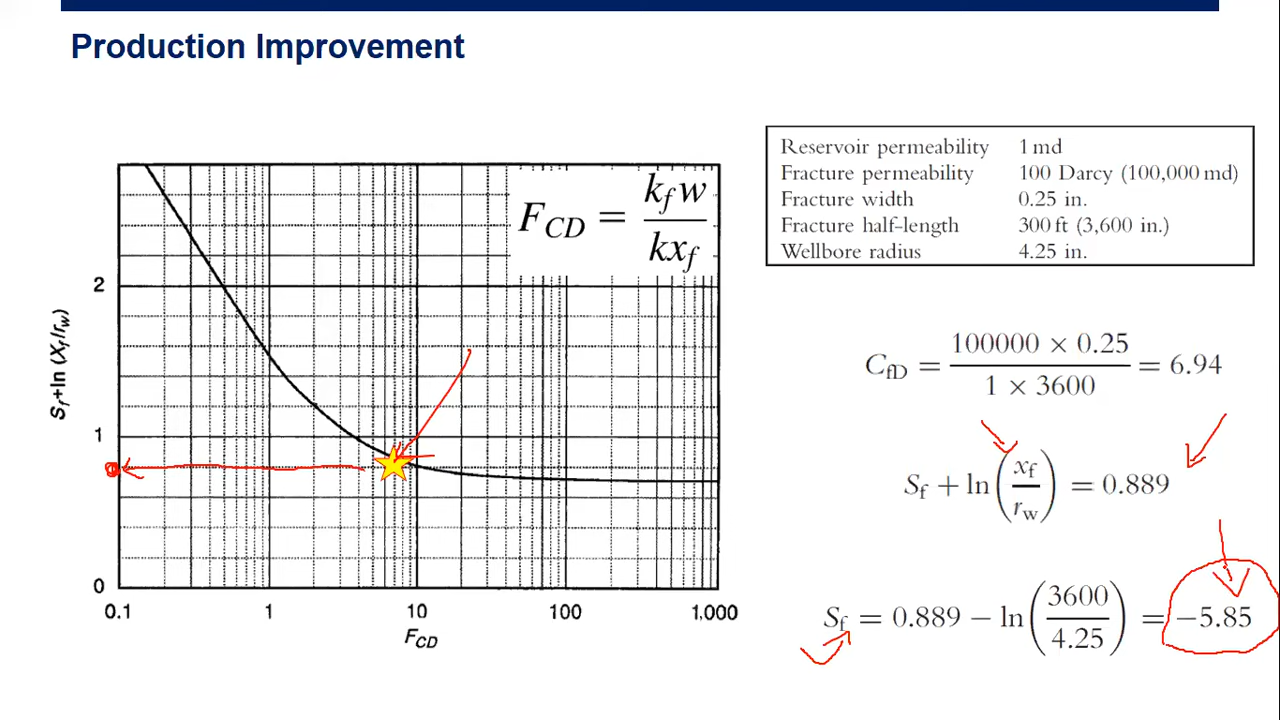 Production Improvement
F_CD = k_f w / k x_f
2
1
0
0.1 1 10 100 1,000
F_CD
S_f+ln (X_f/r_w)
Reservoir permeability 1 md
Fracture permeability 100 Darcy (100,000 md)
Fracture width 0.25 in.
Fracture half-length 300 ft (3,600 in.)
Wellbore radius 4.25 in.
C_fD = 100000 × 0.25 / 1 × 3600 = 6.94
S_f + ln(x_f / r_w) = 0.889
S_f = 0.889 − ln(3600 / 4.25) = −5.85